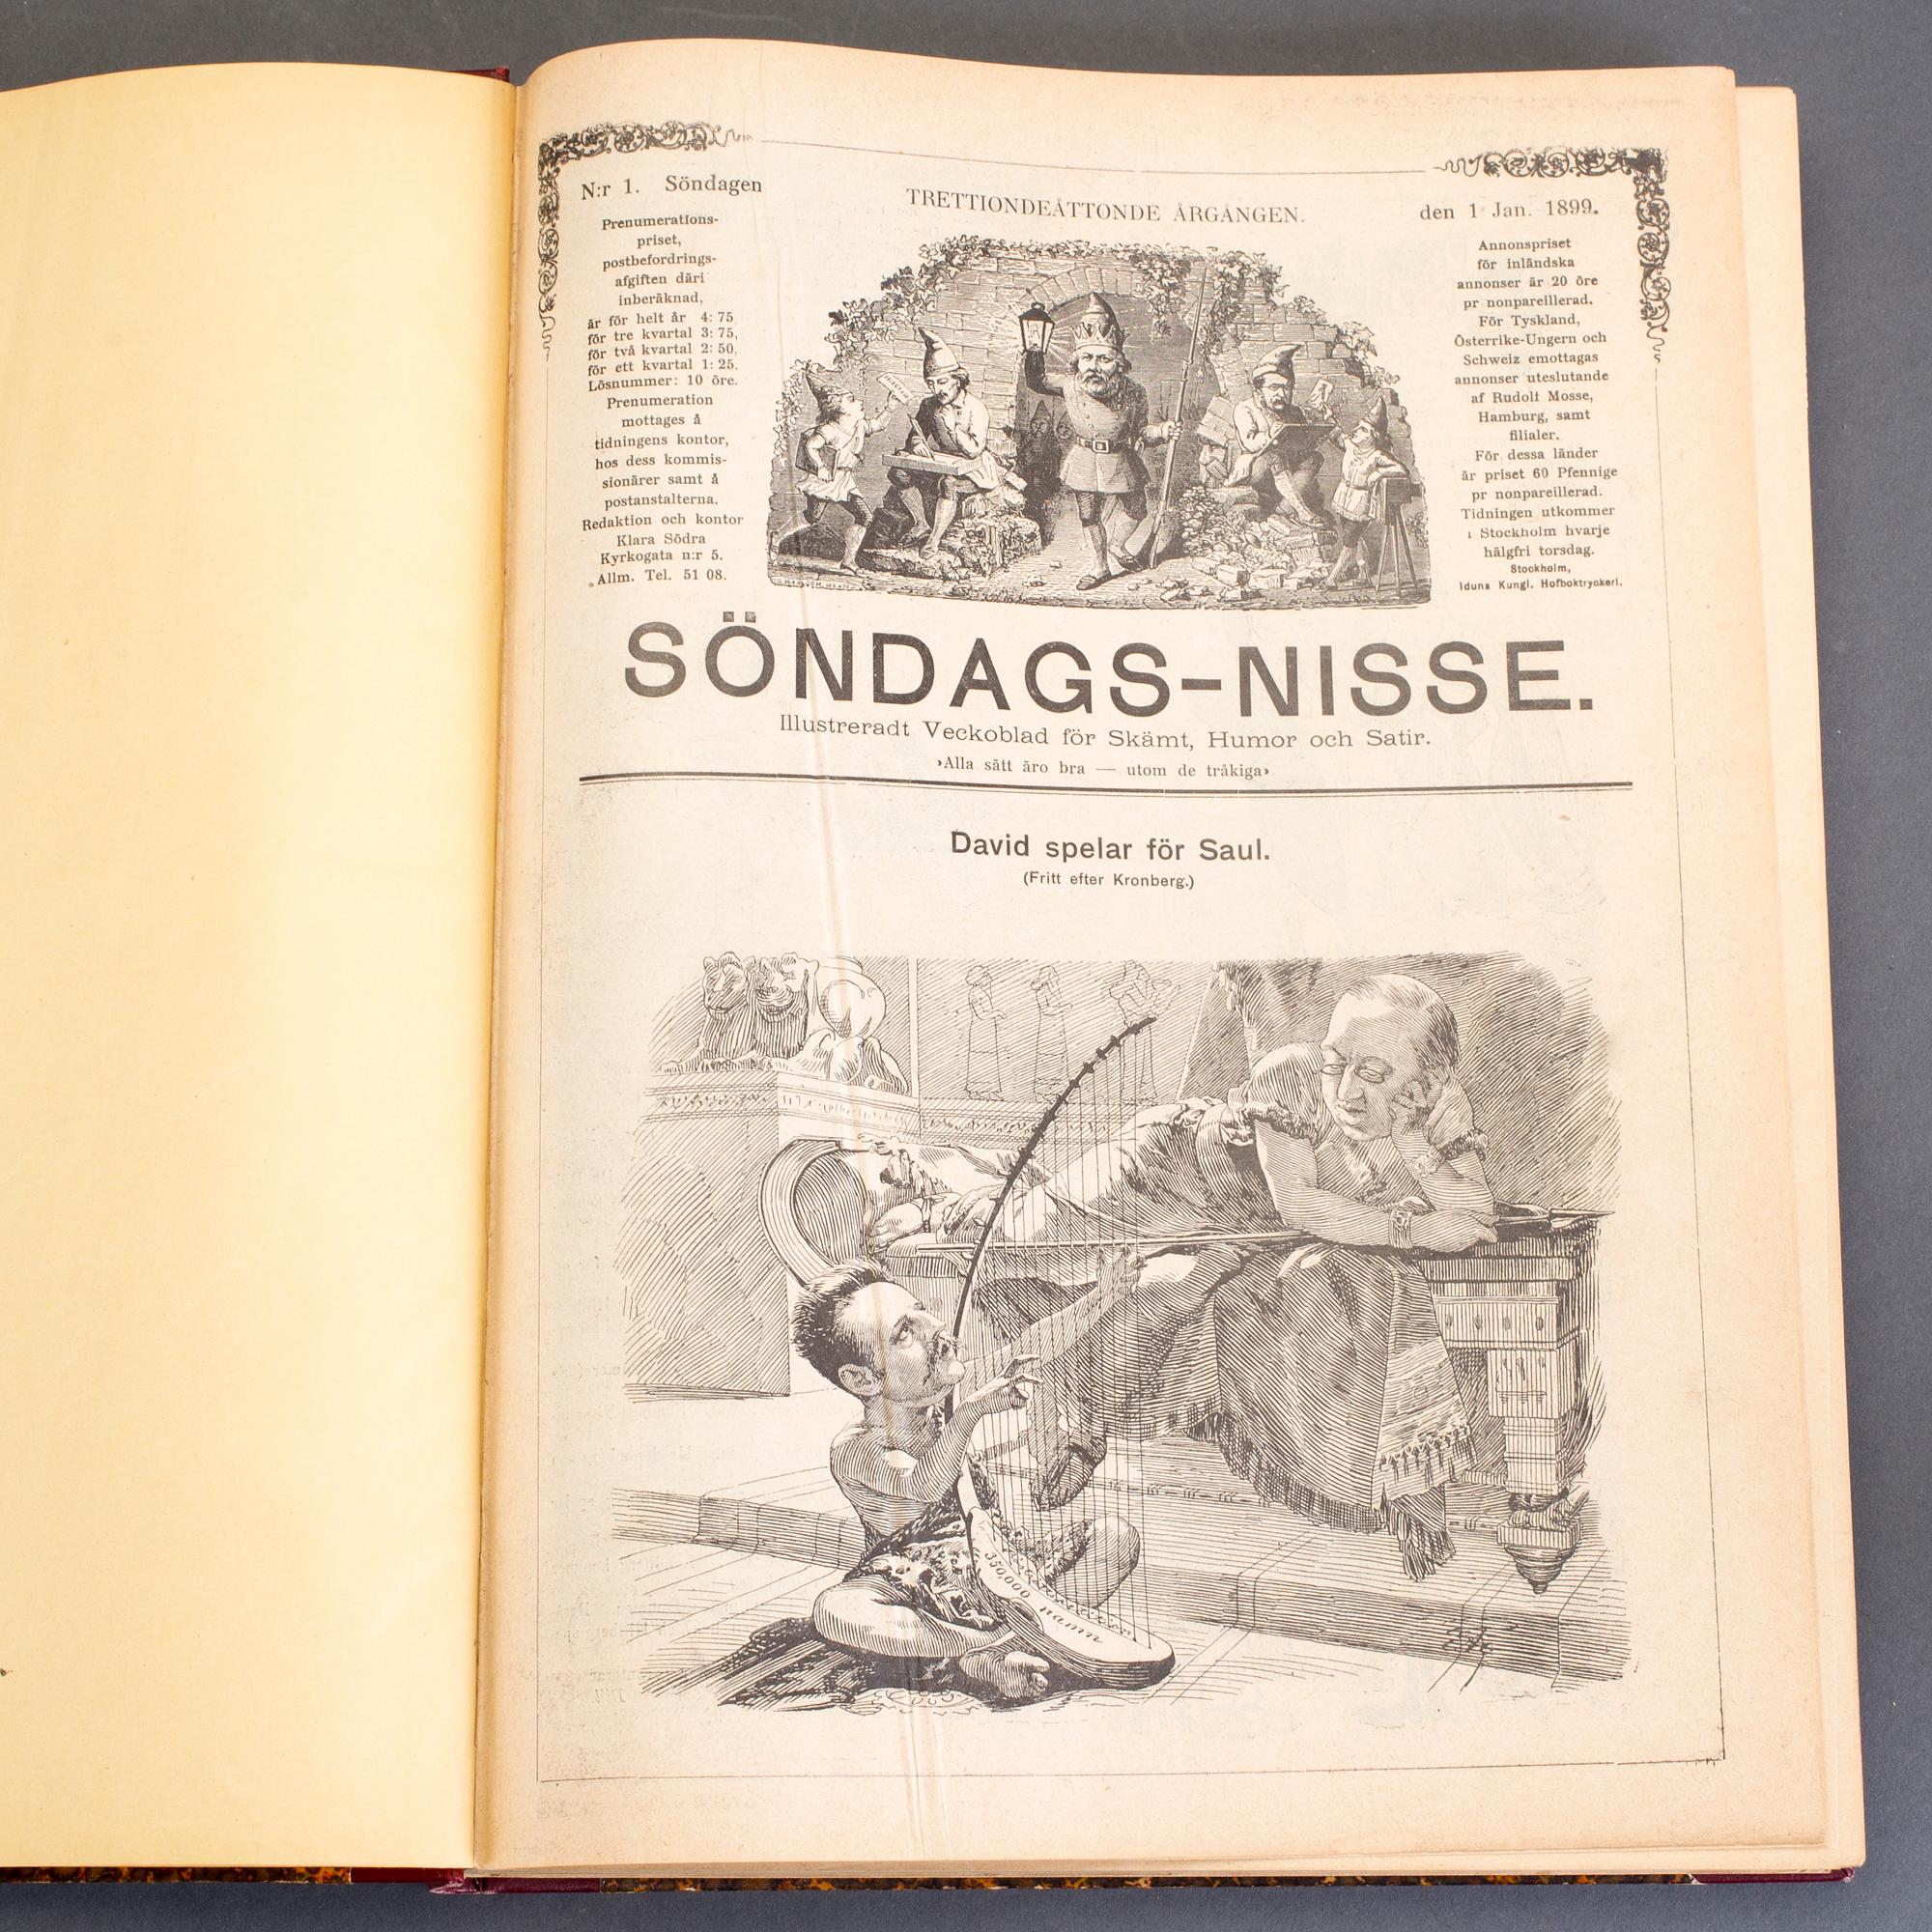 N:r 1. Söndagen
TRETTIONDEÅTTONDE ÅRGÅNGEN.
den 1 Jan. 1899.
Prenumerations-
priset,
postbefordrings-
afgiften däri
inberäknad,
är för helt år 4: 75
för tre kvartal 3: 75,
för två kvartal 2: 50,
för ett kvartal 1: 25.
Lösnummer: 10 öre.
Prenumeration
mottages å
tidningens kontor,
hos dess kommis-
sionärer samt å
postanstalterna.
Redaktion och kontor
Klara Södra
Kyrkogata n:r 5.
Allm. Tel. 51 08.
Annonspriset
för inländska
annonser är 20 öre
pr nonpareillerad.
För Tyskland,
Österrike-Ungern och
Schweiz emottagas
annonser uteslutande
af Rudolf Mosse,
Hamburg, samt
filialer.
För dessa länder
är priset 60 Pfennige
pr nonpareillerad.
Tidningen utkommer
i Stockholm hvarje
hälgfri torsdag.
Stockholm,
Iduns Kungl. Hofboktryckeri.
SÖNDAGS-NISSE.
Illustreradt Veckoblad för Skämt, Humor och Satir.
›Alla sätt äro bra — utom de tråkiga›
David spelar för Saul.
(Fritt efter Kronberg.)
350,000 namn